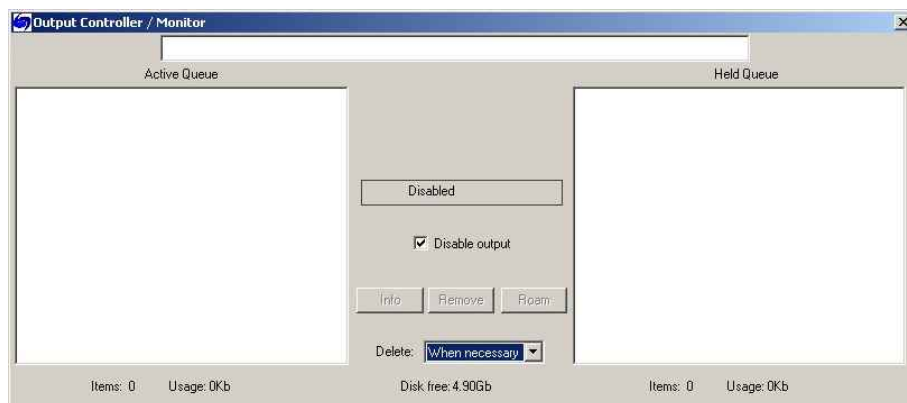 Output Controller / Monitor
Active Queue
Held Queue
Disabled
Disable output
Info
Remove
Roam
Delete: When necessary
Items: 0 Usage: 0Kb
Disk free: 4.90Gb
Items: 0 Usage: 0Kb